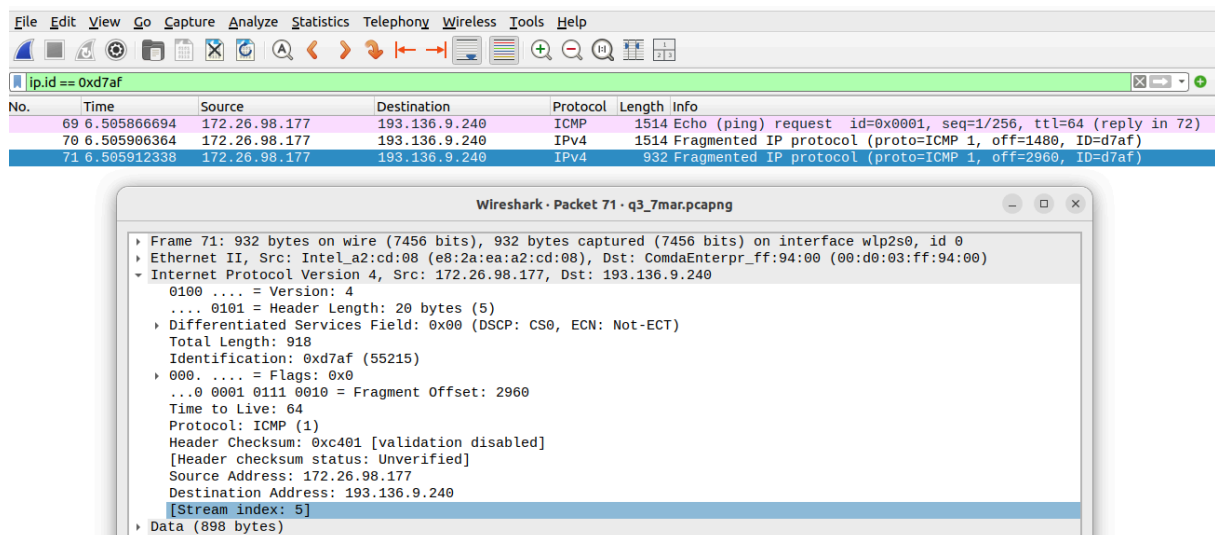 File Edit View Go Capture Analyze Statistics Telephony Wireless Tools Help
ip.id == 0xd7af
No. Time Source Destination Protocol Length Info
69 6.505866694 172.26.98.177 193.136.9.240 ICMP 1514 Echo (ping) request id=0x0001, seq=1/256, ttl=64 (reply in 72)
70 6.505906364 172.26.98.177 193.136.9.240 IPv4 1514 Fragmented IP protocol (proto=ICMP 1, off=1480, ID=d7af)
71 6.505912338 172.26.98.177 193.136.9.240 IPv4 932 Fragmented IP protocol (proto=ICMP 1, off=2960, ID=d7af)
Wireshark · Packet 71 · q3_7mar.pcapng
Frame 71: 932 bytes on wire (7456 bits), 932 bytes captured (7456 bits) on interface wlp2s0, id 0
Ethernet II, Src: Intel_a2:cd:08 (e8:2a:ea:a2:cd:08), Dst: ComdaEnterpr_ff:94:00 (00:d0:03:ff:94:00)
Internet Protocol Version 4, Src: 172.26.98.177, Dst: 193.136.9.240
0100 .... = Version: 4
.... 0101 = Header Length: 20 bytes (5)
Differentiated Services Field: 0x00 (DSCP: CS0, ECN: Not-ECT)
Total Length: 918
Identification: 0xd7af (55215)
000. .... = Flags: 0x0
...0 0001 0111 0010 = Fragment Offset: 2960
Time to Live: 64
Protocol: ICMP (1)
Header Checksum: 0xc401 [validation disabled]
[Header checksum status: Unverified]
Source Address: 172.26.98.177
Destination Address: 193.136.9.240
[Stream index: 5]
Data (898 bytes)